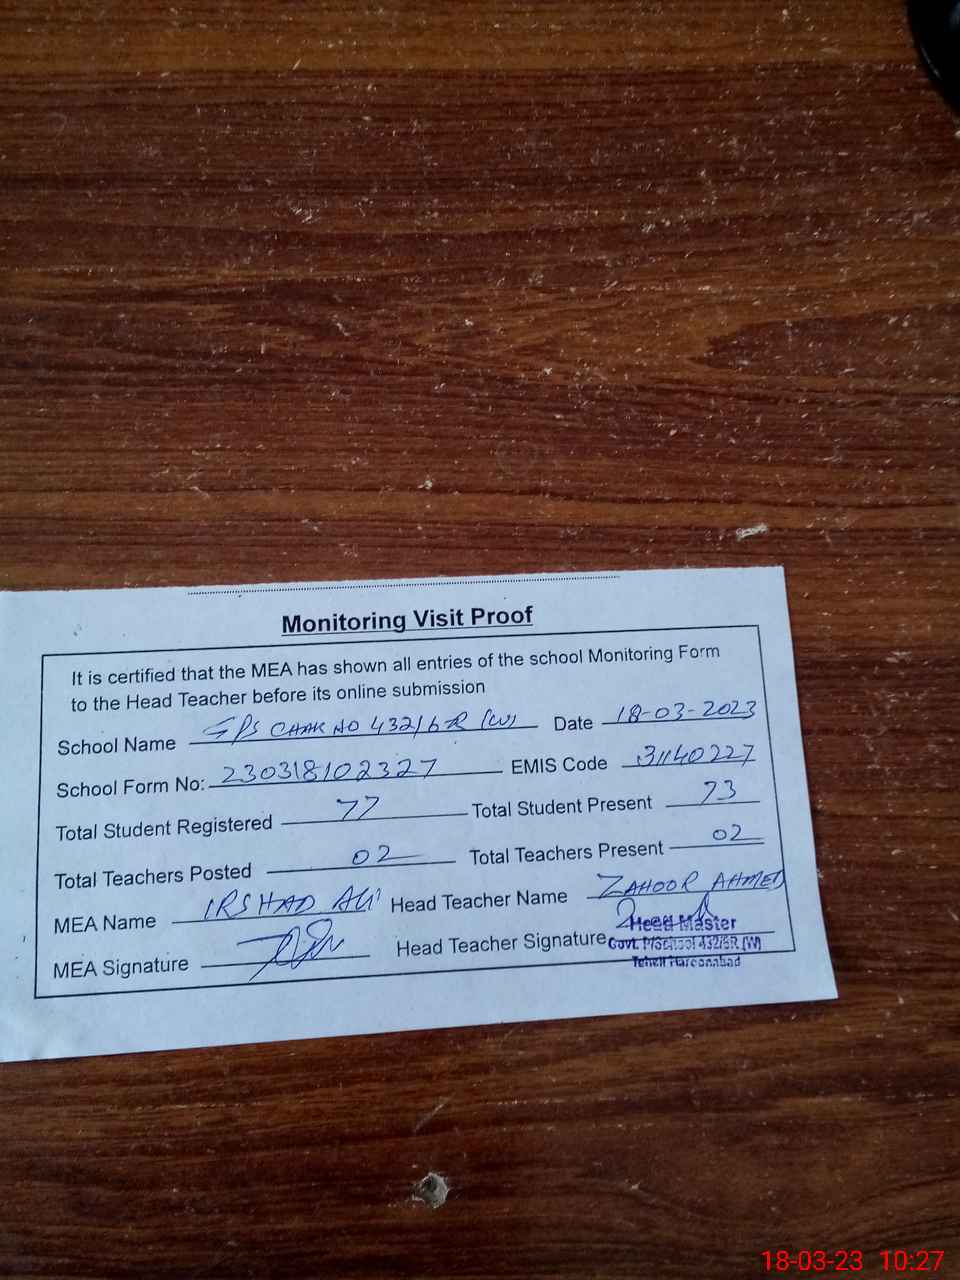 Monitoring Visit Proof
It is certified that the MEA has shown all entries of the school Monitoring Form
to the Head Teacher before its online submission
School Name GPS CHAK NO 432/6R (W) Date 18-03-2023
School Form No: 230318102327 EMIS Code 31140227
Total Student Registered 77 Total Student Present 73
Total Teachers Posted 02 Total Teachers Present 02
MEA Name IRSHAD ALI Head Teacher Name ZAHOOR AHMED
MEA Signature Head Teacher Signature
Head Master
Govt. P/School 432/6R (W)
Tehsil Haroonabad
18-03-23 10:27